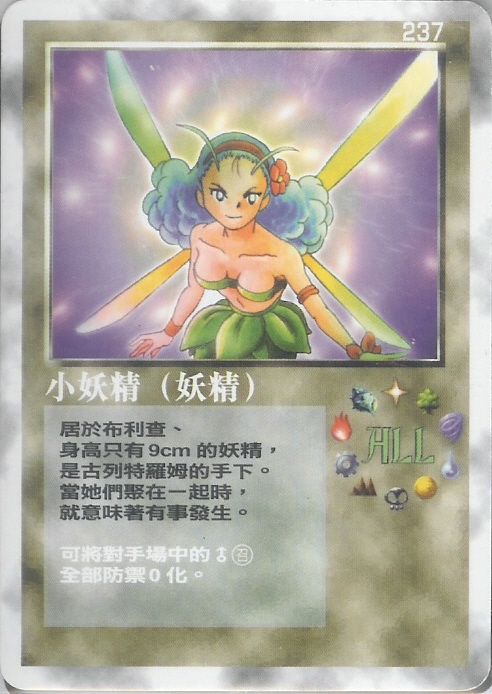 237
小妖精（妖精）
居於布利查、
身高只有9cm的妖精，
是古列特羅姆的手下。
當她們聚在一起時，
就意味著有事發生。
可將對手場中的♀㊁
全部防禦0化。
ALL